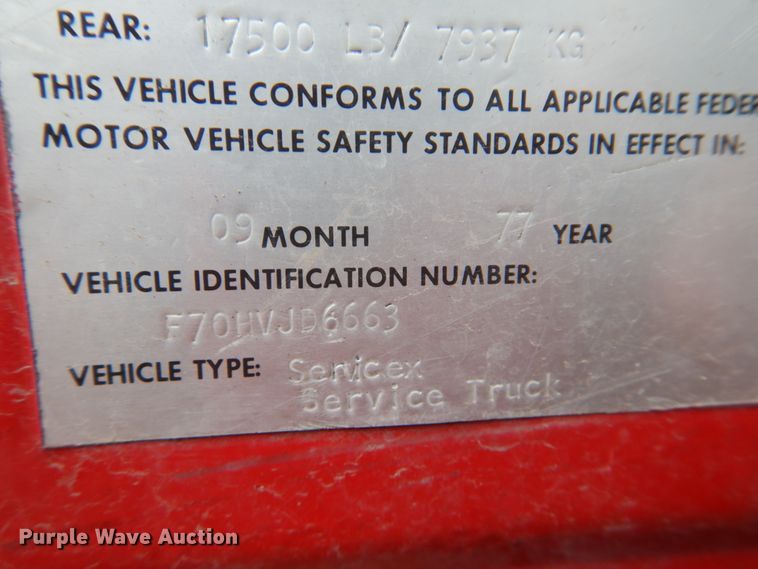 REAR: 17500 LB/ 7937 KG
THIS VEHICLE CONFORMS TO ALL APPLICABLE FEDER
MOTOR VEHICLE SAFETY STANDARDS IN EFFECT IN:
09 MONTH 77 YEAR
VEHICLE IDENTIFICATION NUMBER:
F70HVJD6663
VEHICLE TYPE: Servicex
Service Truck
Purple Wave Auction